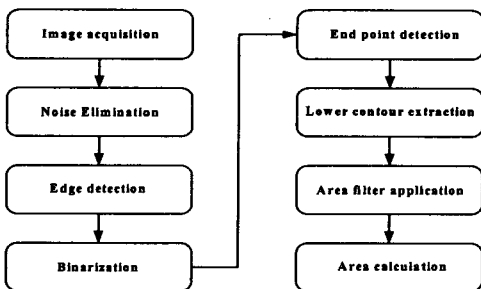 Image acquisition
Noise Elimination
Edge detection
Binarization
End point detection
Lower contour extraction
Area filter application
Area calculation